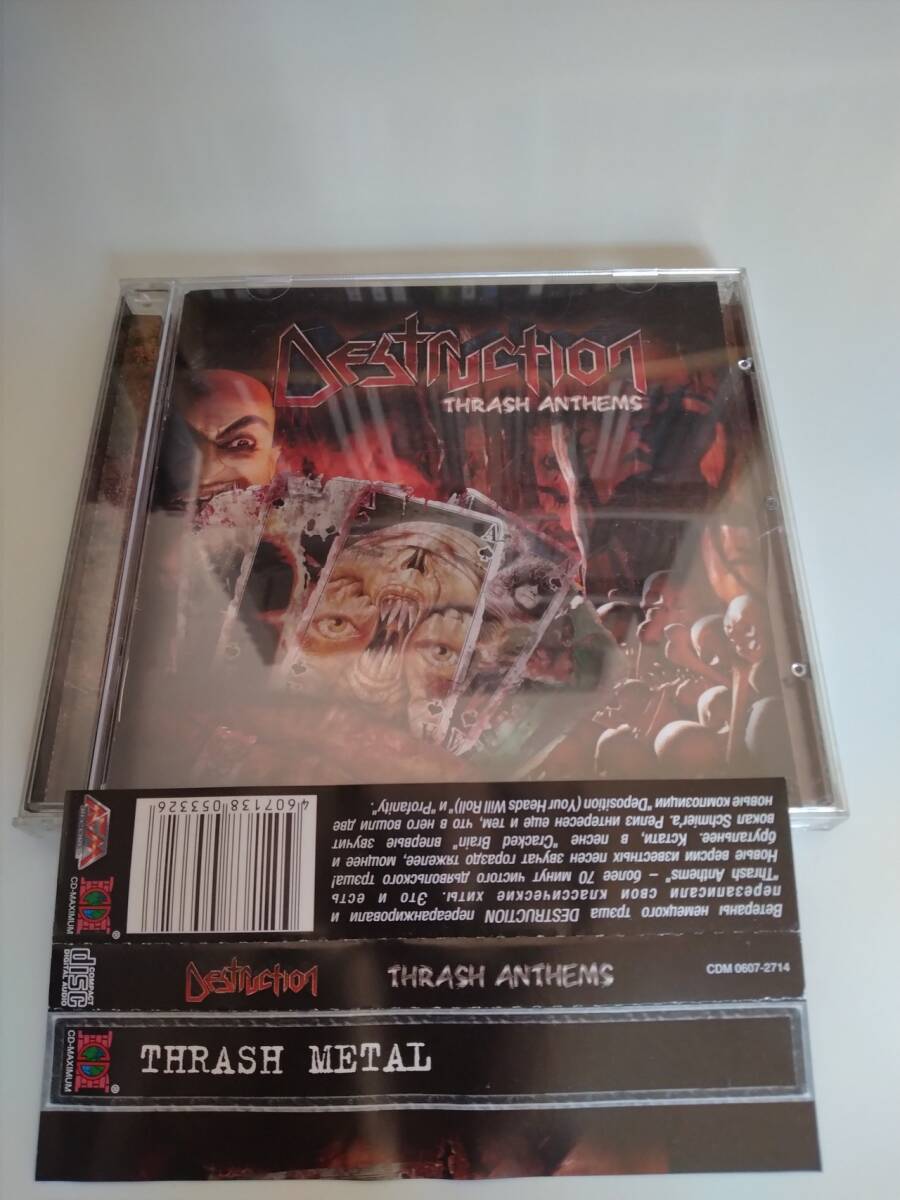 DESTRUCTION
THRASH ANTHEMS
A
A
Ветераны немецкого трэша DESTRUCTION переаранжировали и
перезаписали свои классические хиты. Это и есть
"Thrash Anthems" – более 70 минут чистого дьявольского трэша!
Новые версии известных песен звучат гораздо тяжелее, мощнее и
брутальнее. Кстати, в песне "Cracked Brain" впервые звучит
вокал Schmier'а. Релиз интересен еще и тем, что в него вошли две
новые композиции "Deposition (Your Heads Will Roll)" и "Profanity".
4607138053326
AFM
RECORDS
CD-MAXIMUM
®
COMPACT
disc
DIGITAL AUDIO
DESTRUCTION
THRASH ANTHEMS
CDM 0607-2714
CD-MAXIMUM
®
THRASH METAL